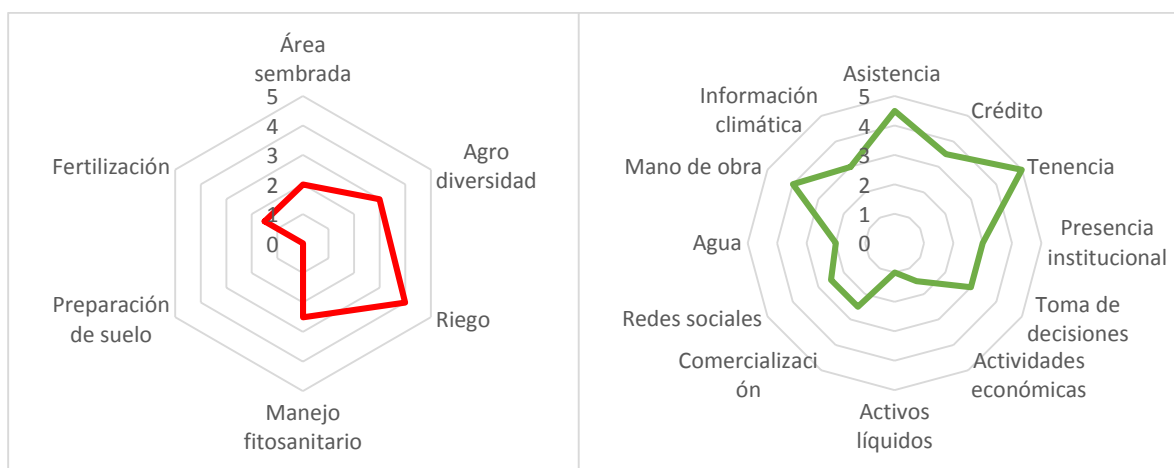 Área
sembrada
5
4
3
2
1
0
Agro
diversidad
Riego
Manejo
fitosanitario
Preparación
de suelo
Fertilización
Asistencia
5
4
3
2
1
0
Crédito
Tenencia
Presencia
institucional
Toma de
decisiones
Actividades
económicas
Activos
líquidos
Comercializaci
ón
Redes sociales
Agua
Mano de obra
Información
climática